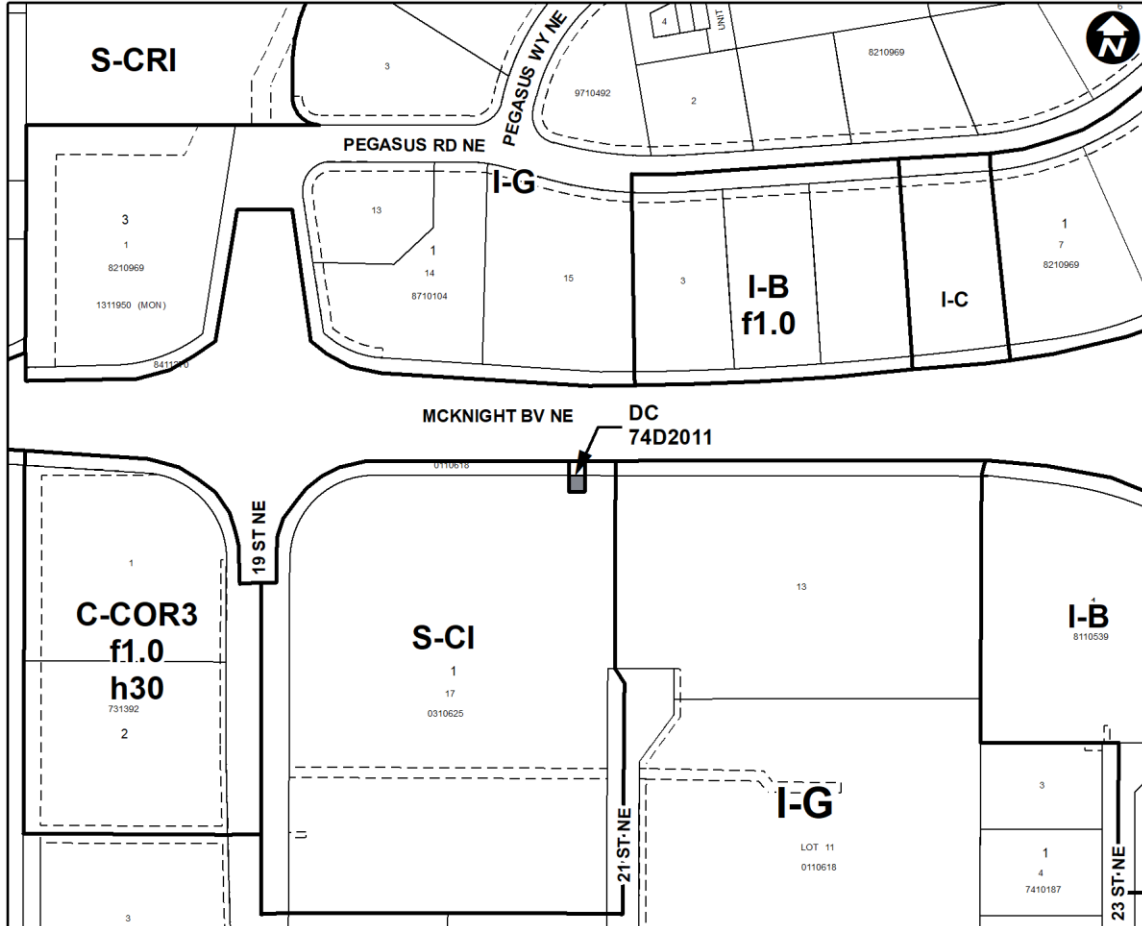 S-CRI
3
PEGASUS WY NE
4
UNIT
6
8210969
N
9710492
2
PEGASUS RD NE
I-G
3
1
8210969
1311950 (MON)
8411270
13
1
14
8710104
15
3
I-B
f1.0
I-C
1
7
8210969
MCKNIGHT BV NE
DC
74D2011
0110618
19 ST NE
1
C-COR3
f1.0
h30
731392
2
S-CI
1
17
0310625
13
I-B
8110539
21 ST NE
I-G
LOT 11
0110618
3
1
4
7410187
23 ST NE
3